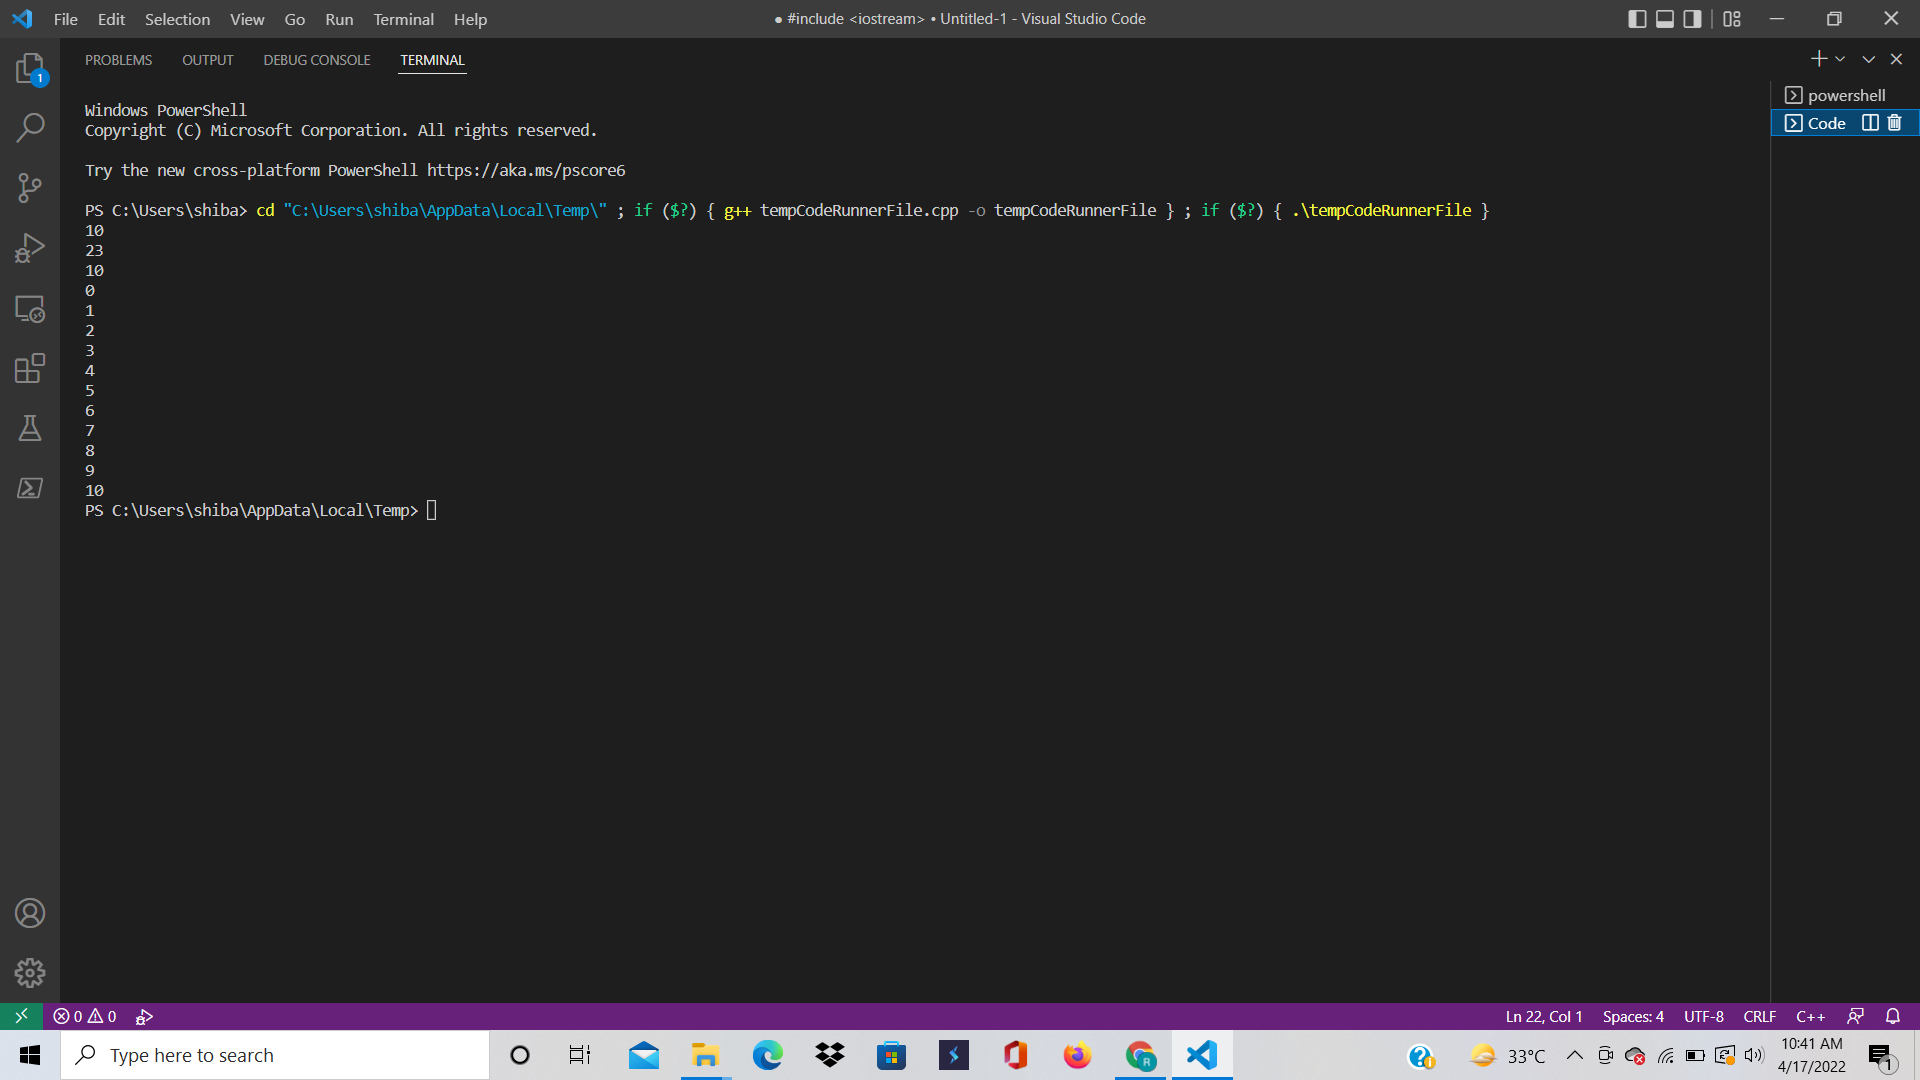 File Edit Selection View Go Run Terminal Help
● #include <iostream> • Untitled-1 - Visual Studio Code
1
PROBLEMS OUTPUT DEBUG CONSOLE TERMINAL
powershell
Code
Windows PowerShell
Copyright (C) Microsoft Corporation. All rights reserved.
Try the new cross-platform PowerShell https://aka.ms/pscore6
PS C:\Users\shiba> cd "C:\Users\shiba\AppData\Local\Temp\" ; if ($?) { g++ tempCodeRunnerFile.cpp -o tempCodeRunnerFile } ; if ($?) { .\tempCodeRunnerFile }
10
23
10
0
1
2
3
4
5
6
7
8
9
10
PS C:\Users\shiba\AppData\Local\Temp>
0 0
Ln 22, Col 1 Spaces: 4 UTF-8 CRLF C++
Type here to search
R
33°C
10:41 AM
4/17/2022
1